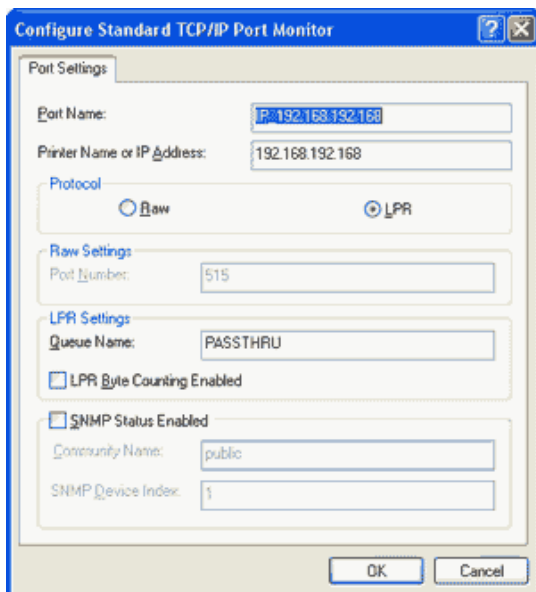 Configure Standard TCP/IP Port Monitor
Port Settings
Port Name: IP_192.168.192.168
Printer Name or IP Address: 192.168.192.168
Protocol
Raw LPR
Raw Settings
Port Number: 515
LPR Settings
Queue Name: PASSTHRU
LPR Byte Counting Enabled
SNMP Status Enabled
Community Name: public
SNMP Device Index: 1
OK Cancel